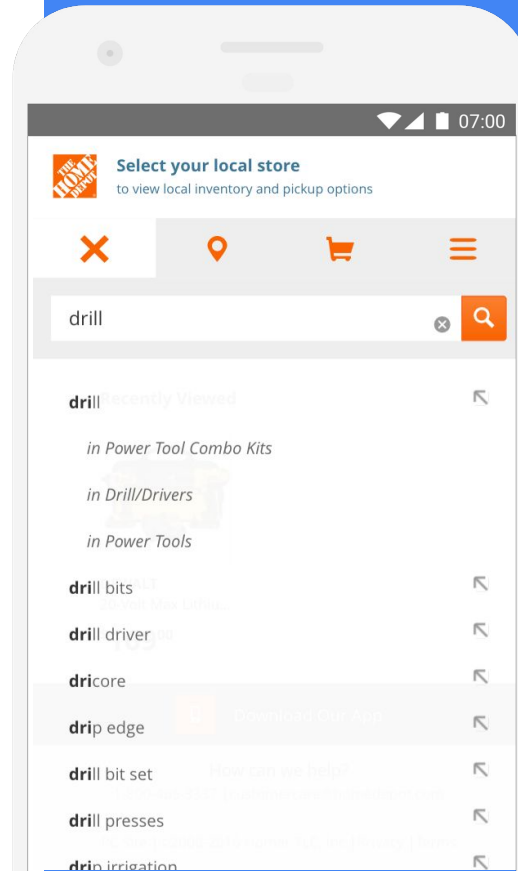 07:00
THE HOME DEPOT
Select your local store
to view local inventory and pickup options
drill
drill
Recently Viewed
in Power Tool Combo Kits
in Drill/Drivers
in Power Tools
drill bits
drill driver
dricore
Download Our App
drip edge
How can we help?
drill bit set
drill presses
drip irrigation